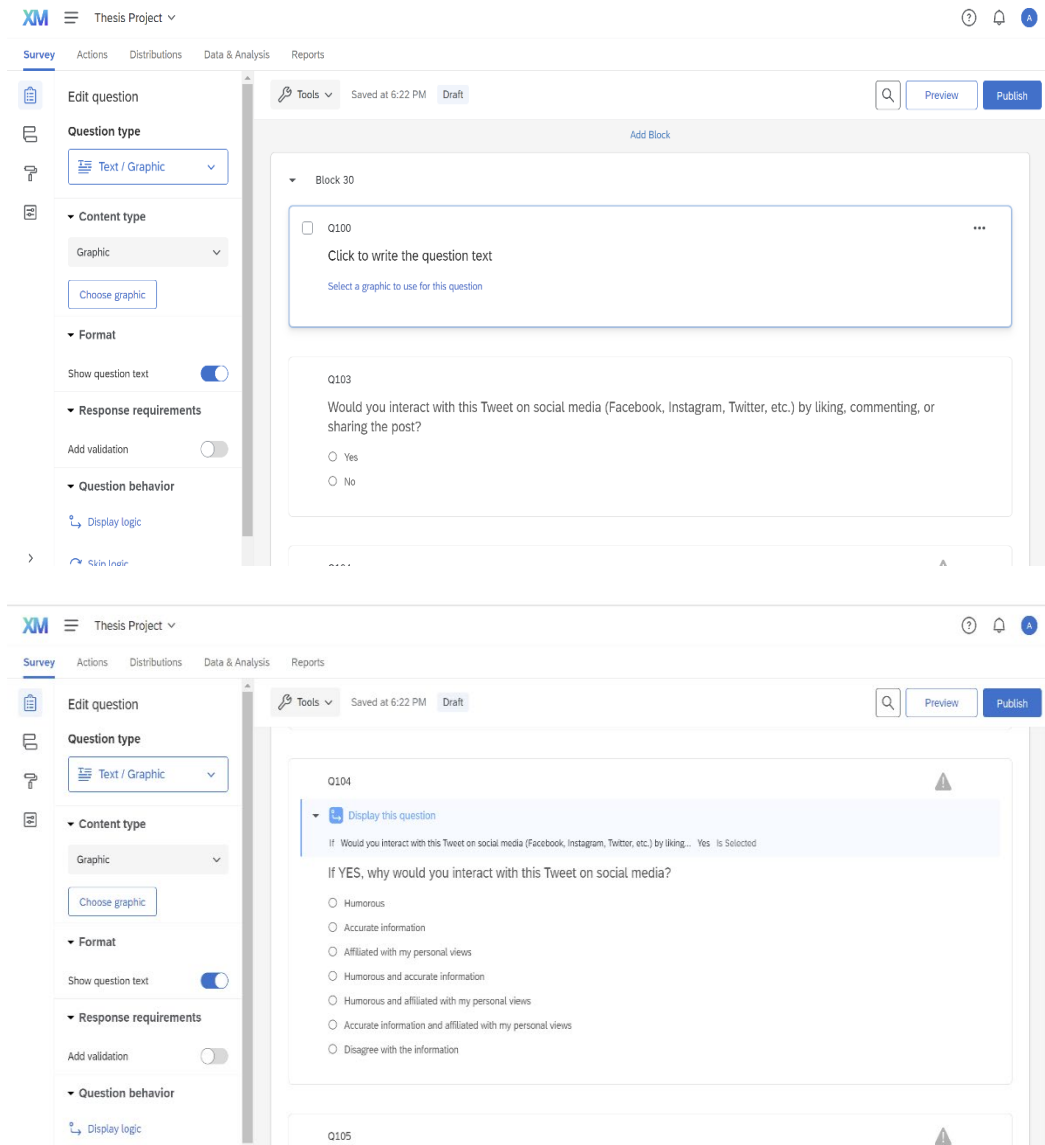 XM Thesis Project A
Survey Actions Distributions Data & Analysis Reports
Edit question
Question type
Text / Graphic
Content type
Graphic
Choose graphic
Format
Show question text
Response requirements
Add validation
Question behavior
Display logic
Skip logic
Tools Saved at 6:22 PM Draft Preview Publish
Add Block
Block 30
Q100
Click to write the question text
Select a graphic to use for this question
Q103
Would you interact with this Tweet on social media (Facebook, Instagram, Twitter, etc.) by liking, commenting, or
sharing the post?
Yes
No
XM Thesis Project A
Survey Actions Distributions Data & Analysis Reports
Edit question
Question type
Text / Graphic
Content type
Graphic
Choose graphic
Format
Show question text
Response requirements
Add validation
Question behavior
Display logic
Tools Saved at 6:22 PM Draft Preview Publish
Q104
Display this question
If Would you interact with this Tweet on social media (Facebook, Instagram, Twitter, etc.) by liking... Yes Is Selected
If YES, why would you interact with this Tweet on social media?
Humorous
Accurate information
Affiliated with my personal views
Humorous and accurate information
Humorous and affiliated with my personal views
Accurate information and affiliated with my personal views
Disagree with the information
Q105